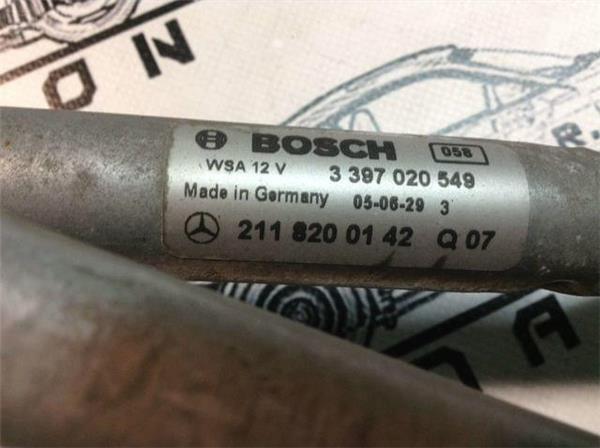 BOSCH 058
WSA 12 V 3 397 020 549
Made in Germany 05-06-29 3
211 820 01 42 Q 07